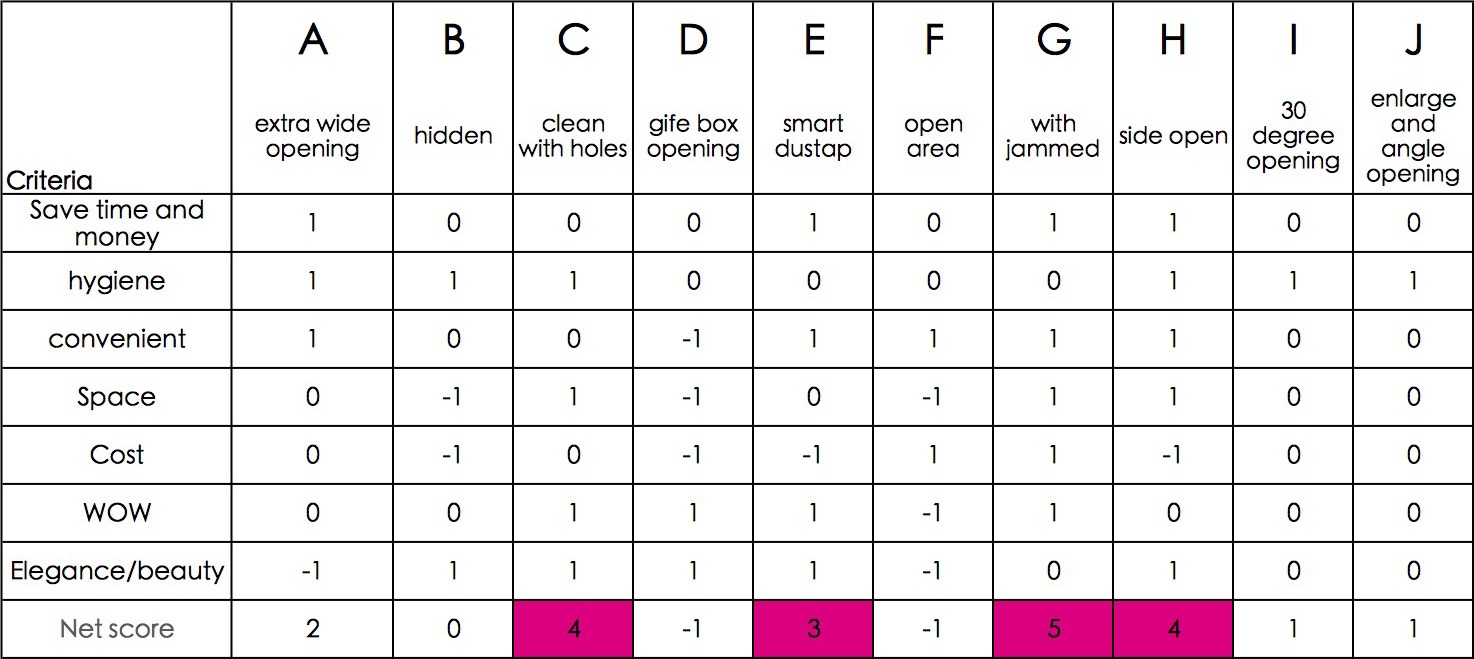 Criteria A B C D E F G H I J
extra wide opening hidden clean with holes gife box opening smart dustap open area with jammed side open 30 degree opening enlarge and angle opening
Save time and money 1 0 0 0 1 0 1 1 0 0
hygiene 1 1 1 0 0 0 0 1 1 1
convenient 1 0 0 -1 1 1 1 1 0 0
Space 0 -1 1 -1 0 -1 1 1 0 0
Cost 0 -1 0 -1 -1 1 1 -1 0 0
WOW 0 0 1 1 1 -1 1 0 0 0
Elegance/beauty -1 1 1 1 1 -1 0 1 0 0
Net score 2 0 4 -1 3 -1 5 4 1 1